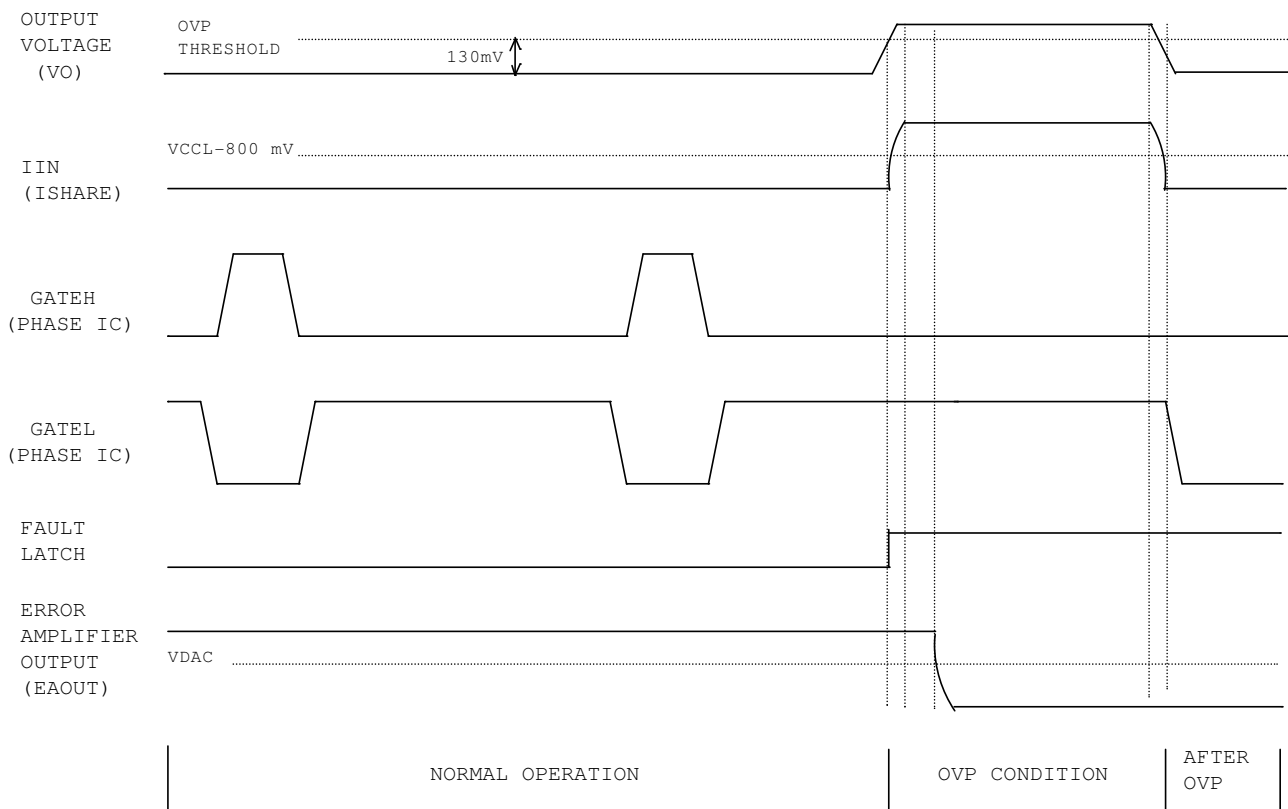 OUTPUT
VOLTAGE
(VO)
OVP
THRESHOLD
130mV
VCCL-800 mV
IIN
(ISHARE)
GATEH
(PHASE IC)
GATEL
(PHASE IC)
FAULT
LATCH
ERROR
AMPLIFIER
OUTPUT
(EAOUT)
VDAC
NORMAL OPERATION
OVP CONDITION
AFTER
OVP